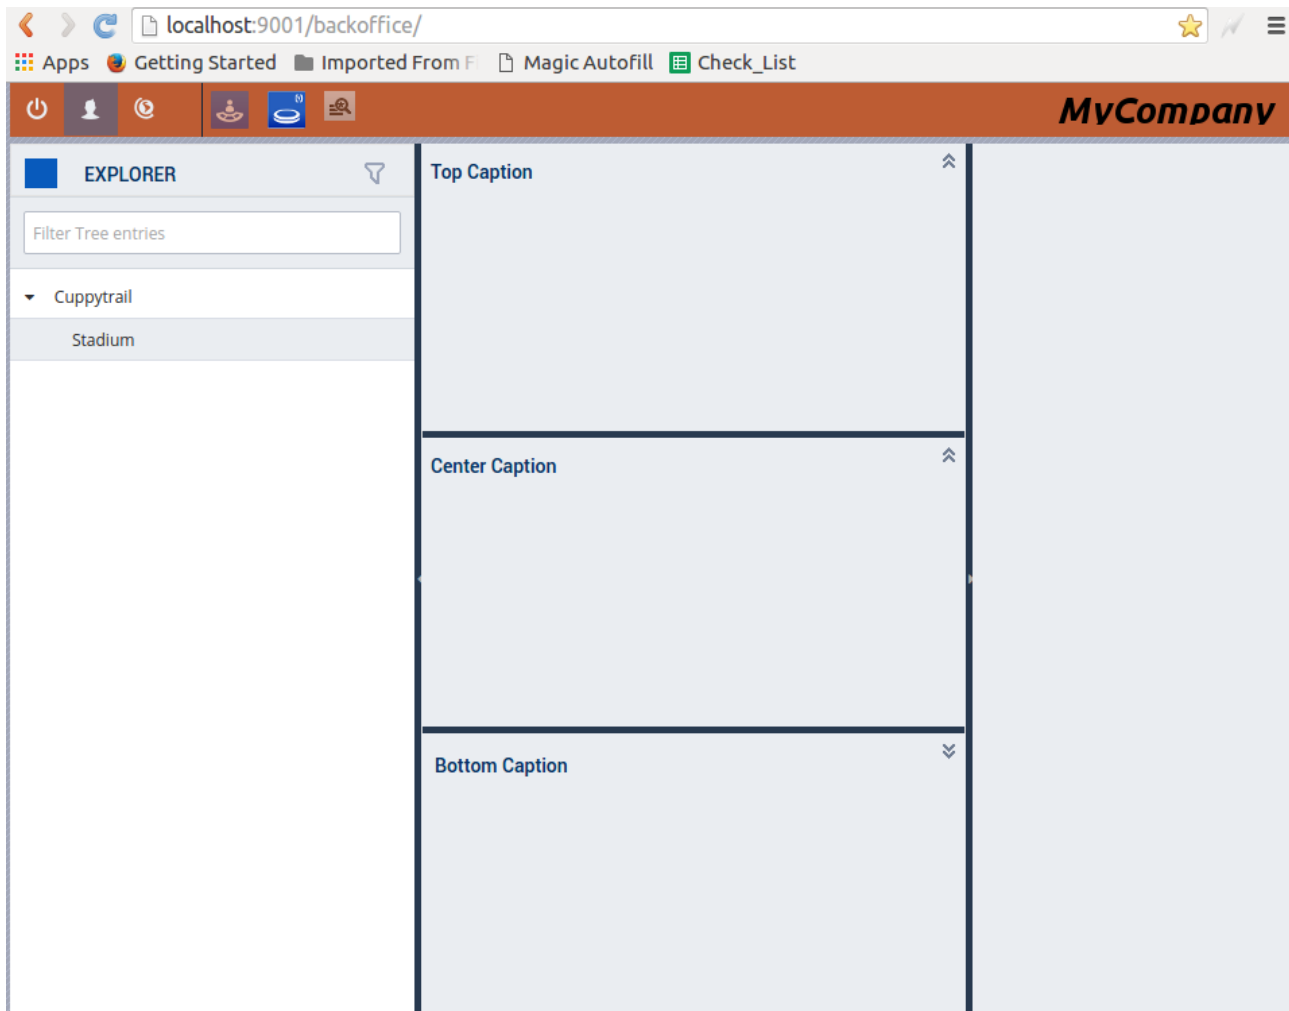 localhost:9001/backoffice/
Apps Getting Started Imported From F Magic Autofill Check_List
MyCompany
EXPLORER
Filter Tree entries
Cuppytrail
Stadium
Top Caption
Center Caption
Bottom Caption